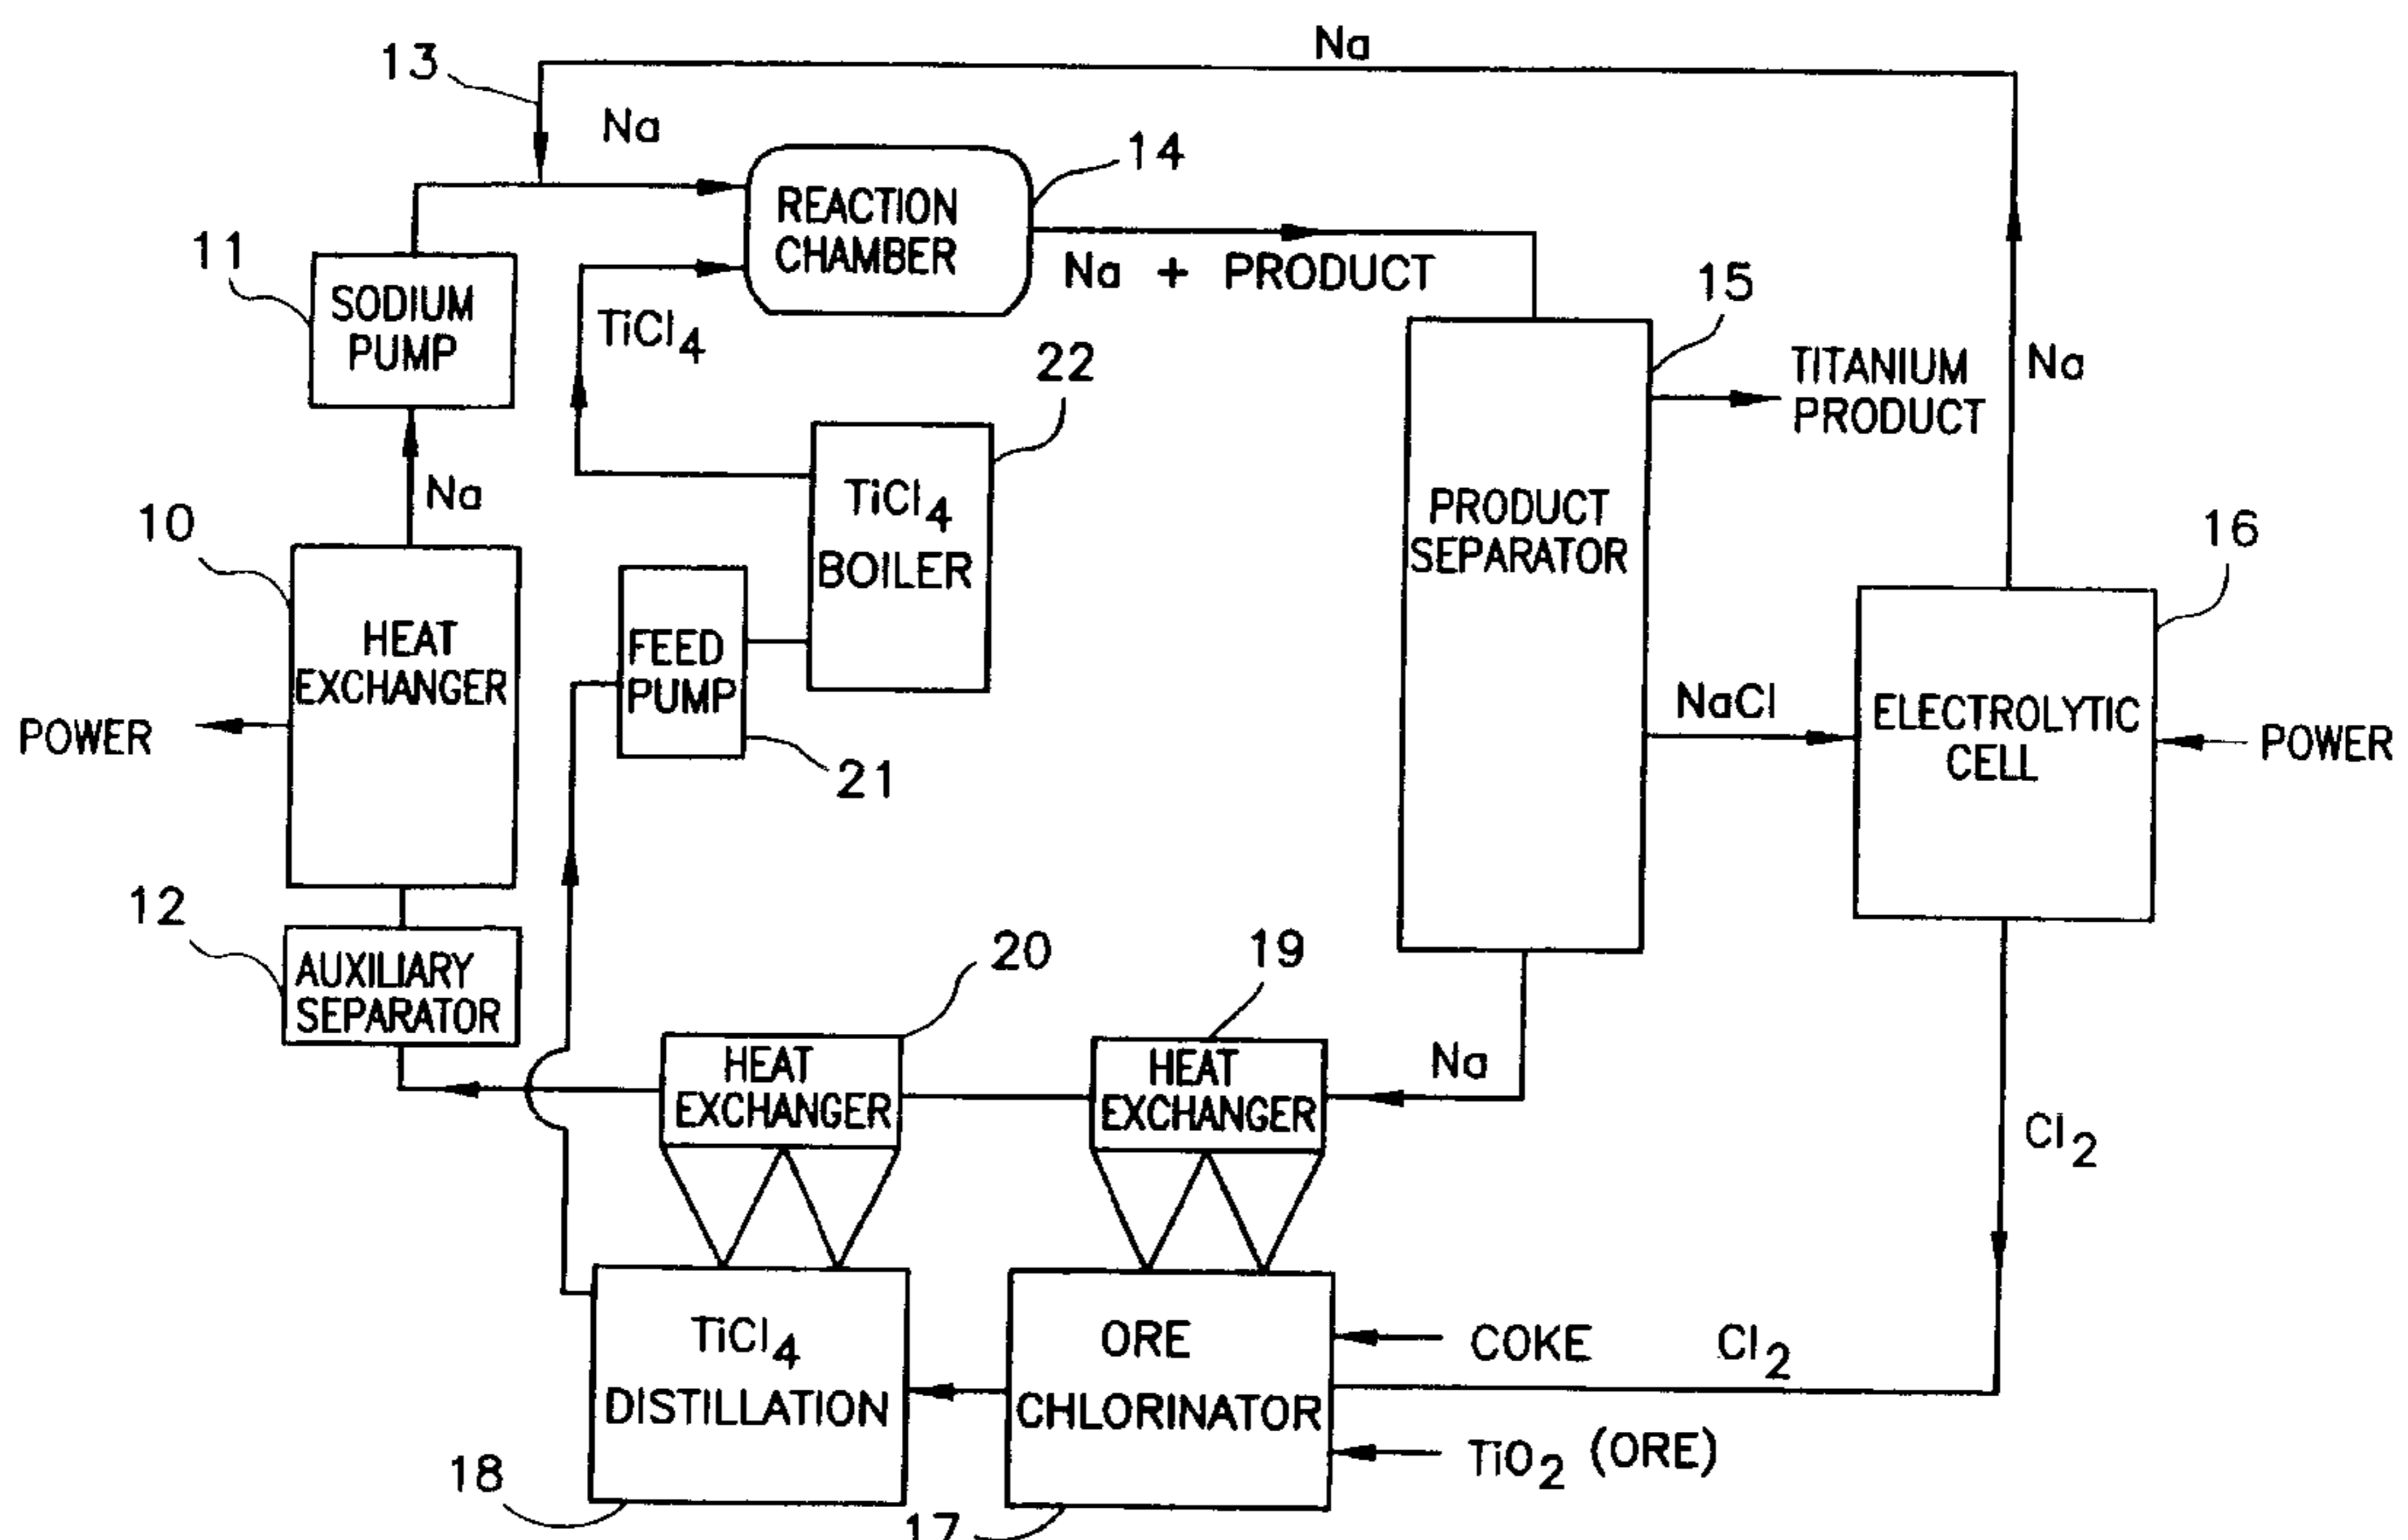 Na
13
Na
14
REACTION
CHAMBER
11
SODIUM
PUMP
Na + PRODUCT
15
TiCl4
22
TITANIUM
PRODUCT
Na
Na
TiCl4
BOILER
10
PRODUCT
SEPARATOR
16
HEAT
EXCHANGER
FEED
PUMP
NaCl
ELECTROLYTIC
CELL
POWER
POWER
21
12
AUXILIARY
SEPARATOR
20
19
HEAT
EXCHANGER
HEAT
EXCHANGER
Na
Cl2
TiCl4
DISTILLATION
ORE
CHLORINATOR
COKE
Cl2
TiO2 (ORE)
18
17